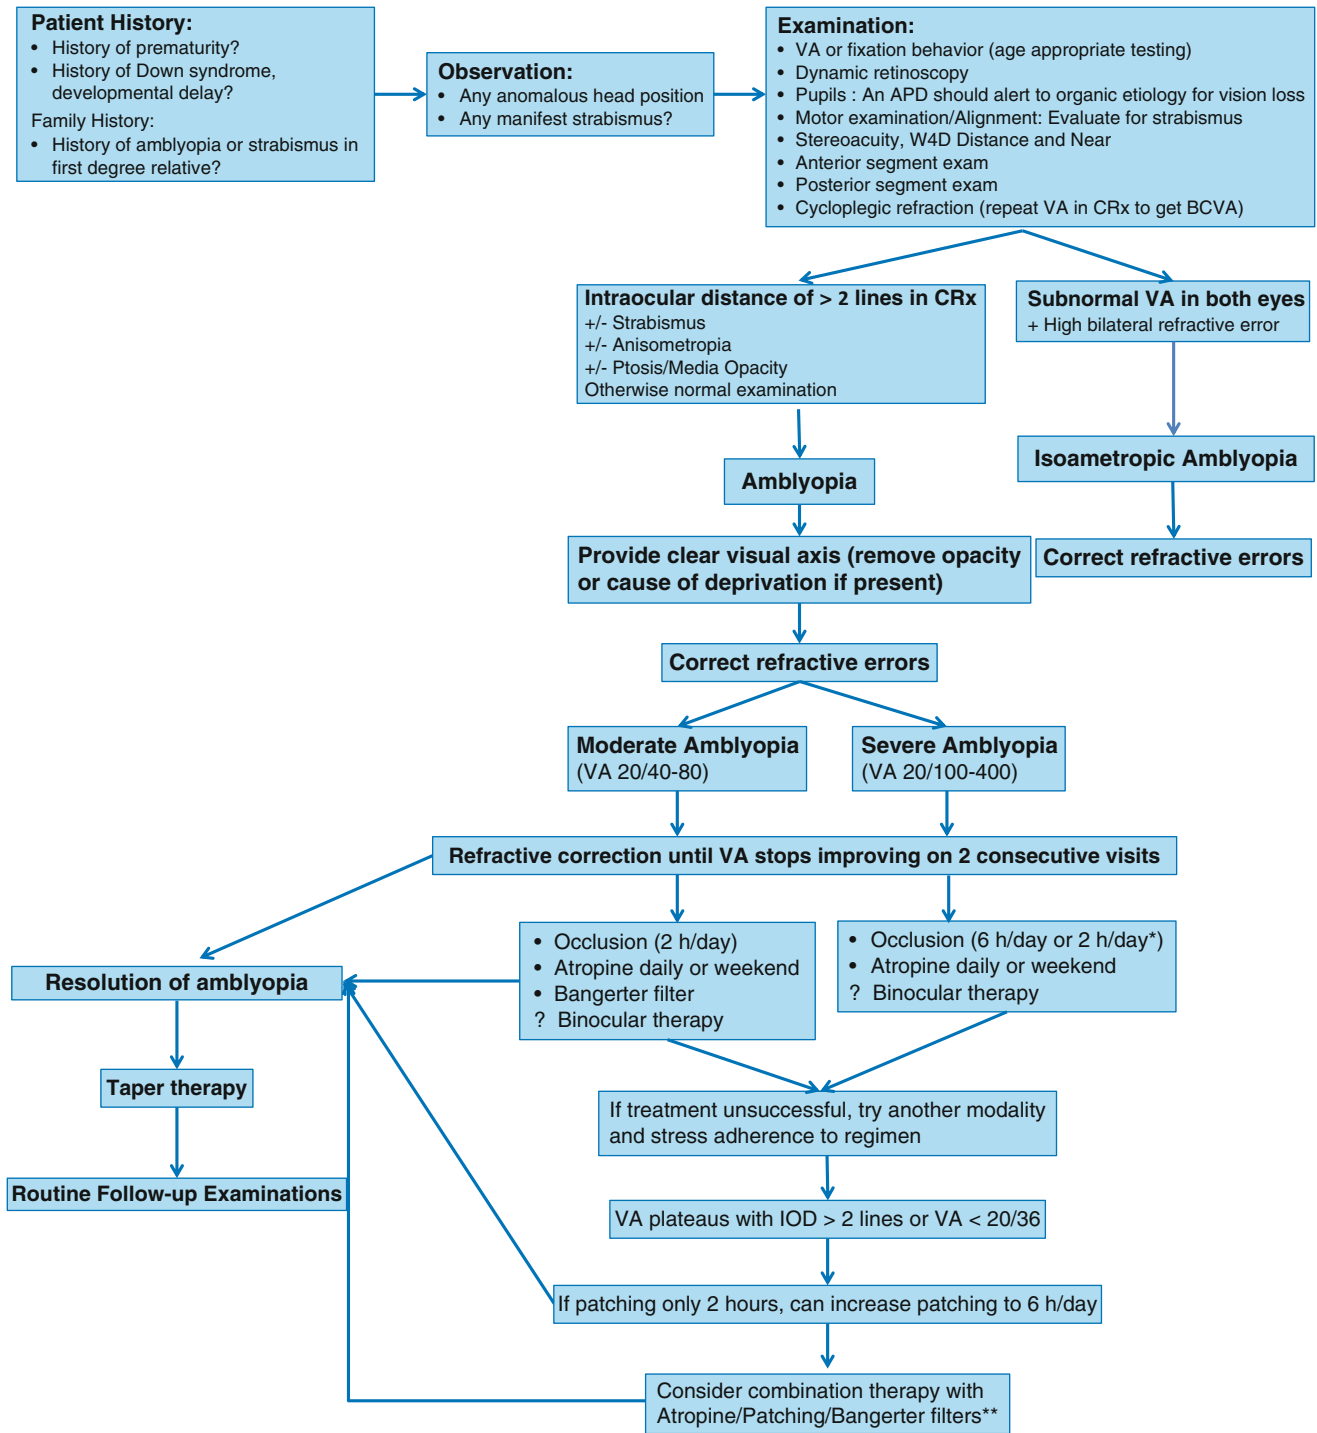 Patient History:
• History of prematurity?
• History of Down syndrome,
developmental delay?
Family History:
• History of amblyopia or strabismus in
first degree relative?
Observation:
• Any anomalous head position
• Any manifest strabismus?
Examination:
• VA or fixation behavior (age appropriate testing)
• Dynamic retinoscopy
• Pupils : An APD should alert to organic etiology for vision loss
• Motor examination/Alignment: Evaluate for strabismus
• Stereoacuity, W4D Distance and Near
• Anterior segment exam
• Posterior segment exam
• Cycloplegic refraction (repeat VA in CRx to get BCVA)
Intraocular distance of > 2 lines in CRx
+/- Strabismus
+/- Anisometropia
+/- Ptosis/Media Opacity
Otherwise normal examination
Subnormal VA in both eyes
+ High bilateral refractive error
Amblyopia
Isoametropic Amblyopia
Provide clear visual axis (remove opacity
or cause of deprivation if present)
Correct refractive errors
Correct refractive errors
Moderate Amblyopia
(VA 20/40-80)
Severe Amblyopia
(VA 20/100-400)
Refractive correction until VA stops improving on 2 consecutive visits
• Occlusion (2 h/day)
• Atropine daily or weekend
• Bangerter filter
? Binocular therapy
• Occlusion (6 h/day or 2 h/day*)
• Atropine daily or weekend
? Binocular therapy
Resolution of amblyopia
Taper therapy
Routine Follow-up Examinations
If treatment unsuccessful, try another modality
and stress adherence to regimen
VA plateaus with IOD > 2 lines or VA < 20/36
If patching only 2 hours, can increase patching to 6 h/day
Consider combination therapy with
Atropine/Patching/Bangerter filters**